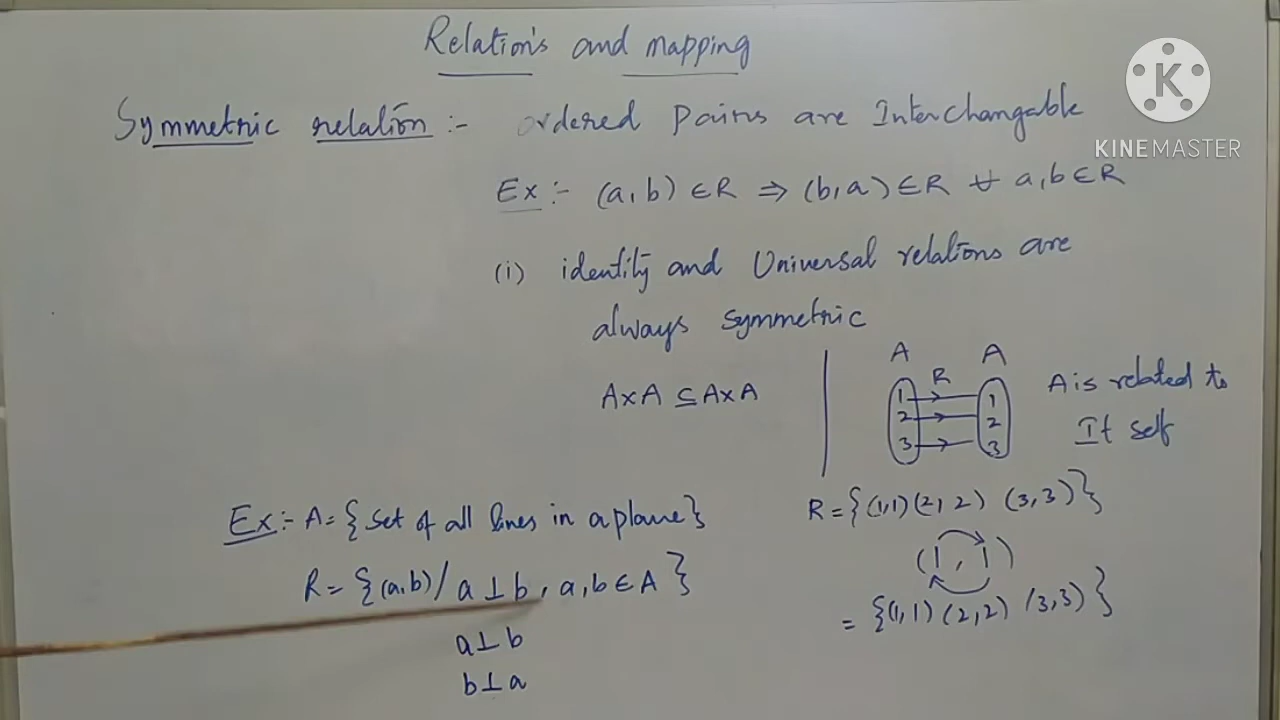 Relations and mapping
Symmetric relation :- ordered pairs are Interchangable
Ex :- (a,b) ∈R ⇒ (b,a) ∈R ∀ a,b∈R
(i) identity and Universal relations are
always symmetric
A×A ⊆A×A
A A
R
1 1
2 2
3 3
A is related to
It self
R={(1,1)(2,2) (3,3)}
(1,1)
={(1,1)(2,2) (3,3)}
Ex:- A={Set of all lines in a plane}
R={(a,b)/ a⊥b, a,b∈A}
a⊥b
b⊥a
K
KINEMASTER